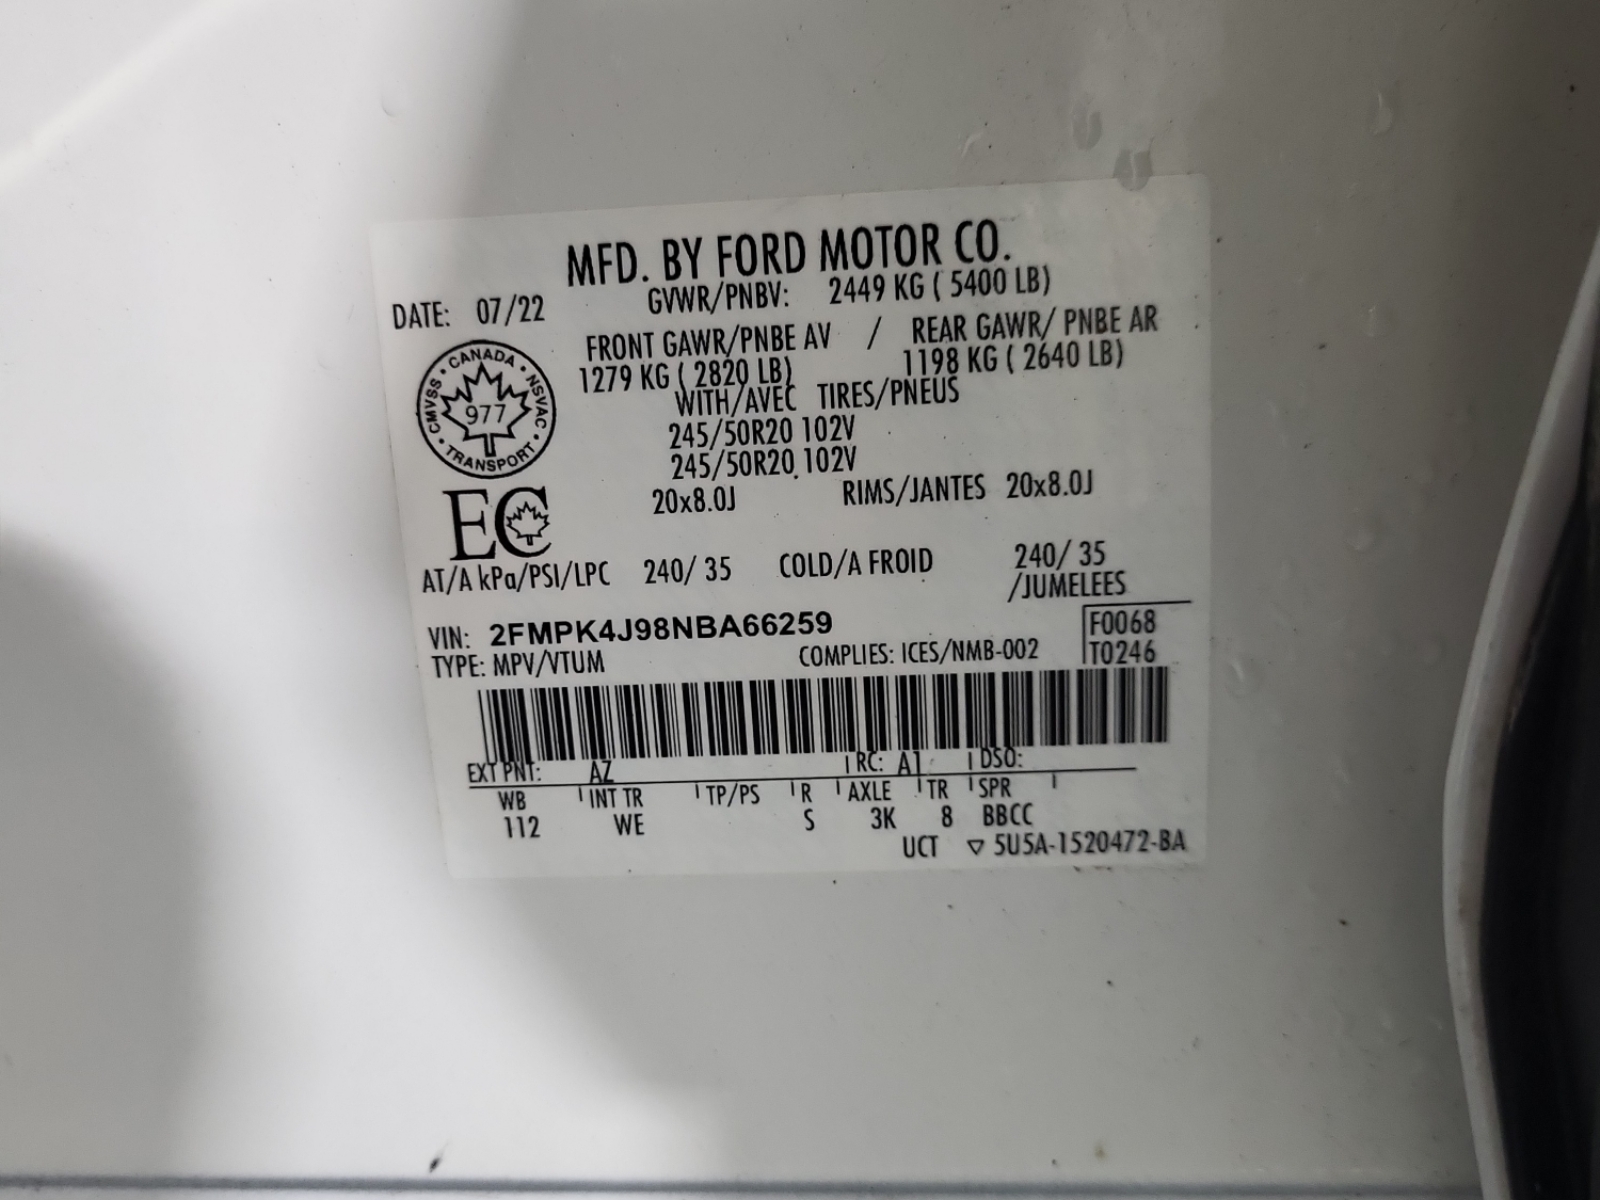 MFD. BY FORD MOTOR CO.
DATE: 07/22 GVWR/PNBV: 2449 KG ( 5400 LB)
FRONT GAWR/PNBE AV / REAR GAWR/ PNBE AR
1279 KG ( 2820 LB) 1198 KG ( 2640 LB)
WITH/AVEC TIRES/PNEUS
245/50R20 102V
245/50R20 102V
20x8.0J RIMS/JANTES 20x8.0J
CANADA • NSVAC • TRANSPORT • CMVSS •
977
EC
AT/A kPa/PSI/LPC 240/ 35 COLD/A FROID 240/ 35
/JUMELEES
VIN: 2FMPK4J98NBA66259 F0068
TYPE: MPV/VTUM COMPLIES: ICES/NMB-002 T0246
EXT PNT: AZ RC: A1 DSO:
WB INT TR TP/PS R AXLE TR SPR
112 WE S 3K 8 BBCC
UCT ▽ 5U5A-1520472-BA